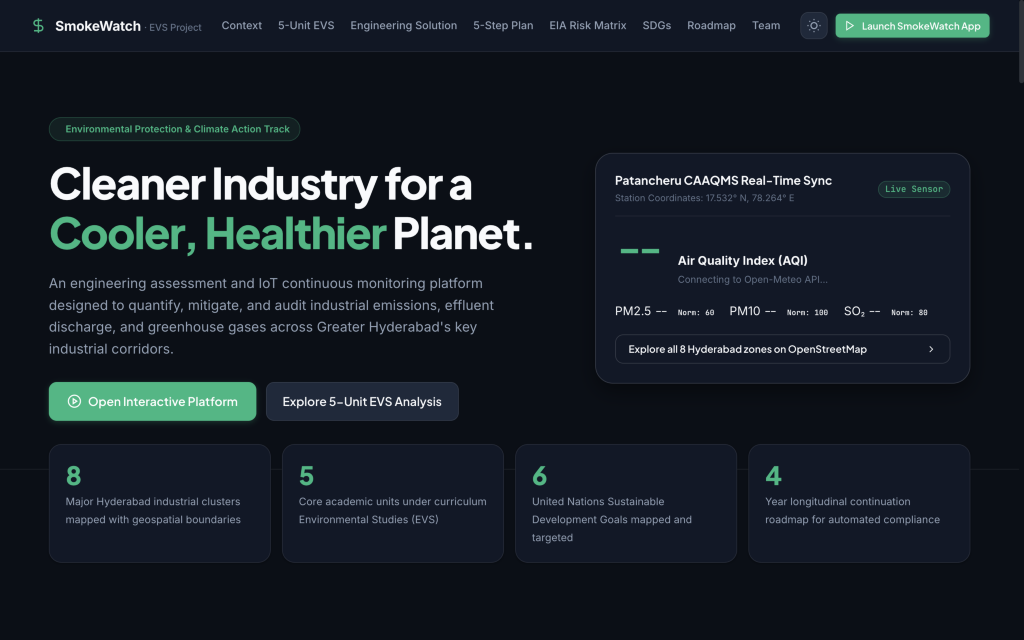 $ SmokeWatch · EVS Project
Context
5-Unit EVS
Engineering Solution
5-Step Plan
EIA Risk Matrix
SDGs
Roadmap
Team
Launch SmokeWatch App
Environmental Protection & Climate Action Track
Cleaner Industry for a
Cooler, Healthier Planet.
An engineering assessment and IoT continuous monitoring platform
designed to quantify, mitigate, and audit industrial emissions, effluent
discharge, and greenhouse gases across Greater Hyderabad's key
industrial corridors.
Open Interactive Platform
Explore 5-Unit EVS Analysis
Patancheru CAAQMS Real-Time Sync
Station Coordinates: 17.532° N, 78.264° E
Live Sensor
--
Air Quality Index (AQI)
Connecting to Open-Meteo API...
PM2.5 -- Norm: 60
PM10 -- Norm: 100
SO₂ -- Norm: 80
Explore all 8 Hyderabad zones on OpenStreetMap
8
Major Hyderabad industrial clusters
mapped with geospatial boundaries
5
Core academic units under curriculum
Environmental Studies (EVS)
6
United Nations Sustainable
Development Goals mapped and
targeted
4
Year longitudinal continuation
roadmap for automated compliance